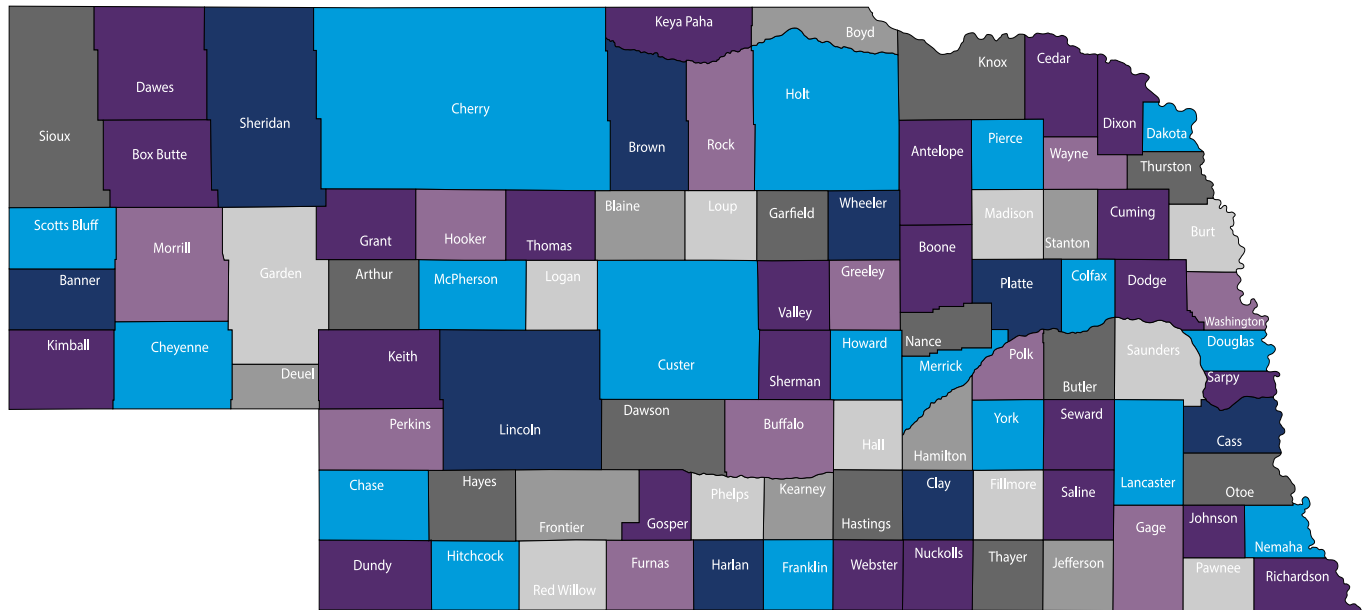 Keya Paha
Boyd
Knox
Cedar
Dawes
Sheridan
Cherry
Holt
Sioux
Box Butte
Brown
Rock
Antelope
Pierce
Dixon
Dakota
Wayne
Thurston
Scotts Bluff
Morrill
Garden
Grant
Hooker
Thomas
Blaine
Loup
Garfield
Wheeler
Boone
Madison
Stanton
Cuming
Burt
Banner
Arthur
McPherson
Logan
Valley
Greeley
Platte
Colfax
Dodge
Washington
Kimball
Cheyenne
Deuel
Keith
Custer
Sherman
Howard
Nance
Merrick
Polk
Butler
Saunders
Douglas
Sarpy
Perkins
Lincoln
Dawson
Buffalo
Hall
Hamilton
York
Seward
Cass
Chase
Hayes
Frontier
Gosper
Phelps
Kearney
Hastings
Clay
Fillmore
Saline
Lancaster
Otoe
Dundy
Hitchcock
Red Willow
Furnas
Harlan
Franklin
Webster
Nuckolls
Thayer
Jefferson
Gage
Johnson
Nemaha
Pawnee
Richardson